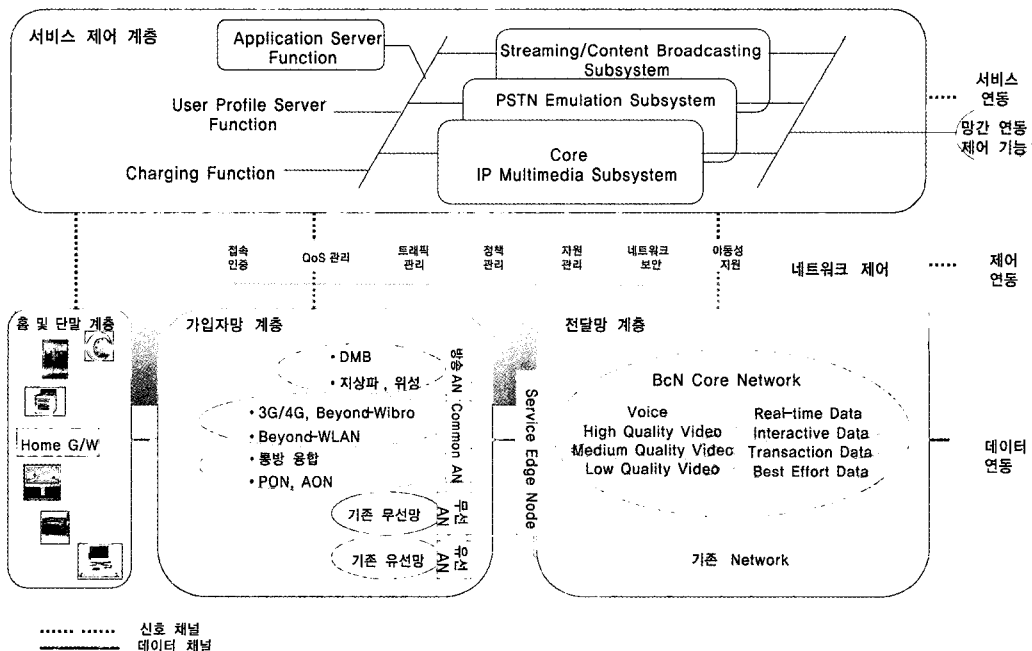 서비스 제어 계층
Application Server
Function
User Profile Server
Function
Charging Function
Streaming/Content Broadcasting
Subsystem
PSTN Emulation Subsystem
Core
IP Multimedia Subsystem
서비스
연동
망간 연동
제어 기능
접속
인증
QoS 관리
트래픽
관리
정책
관리
자원
관리
네트워크
보안
이동성
지원
네트워크 제어
제어
연동
홈 및 단말 계층
Home G/W
가입자망 계층
• DMB
• 지상파, 위성
• 3G/4G, Beyond-Wibro
• Beyond-WLAN
• 통방 융합
• PON, AON
기존 무선망
기존 유선망
방송 AN
Common AN
무선
AN
유선
AN
Service Edge Node
전달망 계층
BcN Core Network
Voice
High Quality Video
Medium Quality Video
Low Quality Video
Real-time Data
Interactive Data
Transaction Data
Best Effort Data
기존 Network
데이터
연동
신호 채널
데이터 채널